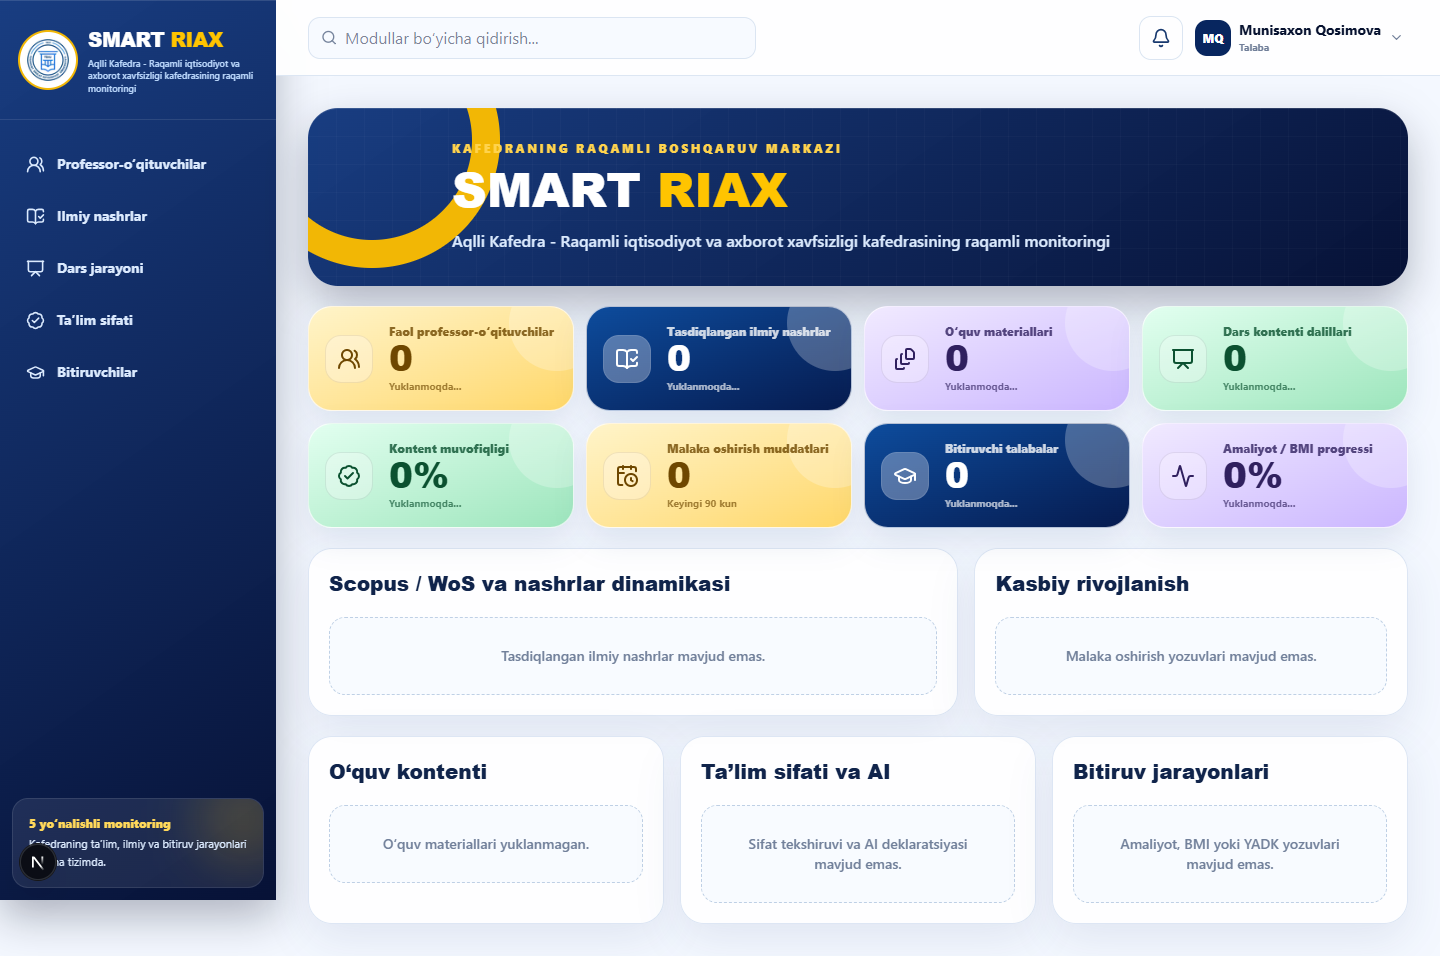 SMART RIAX
Aqlli Kafedra - Raqamli iqtisodiyot va
axborot xavfsizligi kafedrasining raqamli
monitoringi
Professor-o‘qituvchilar
Ilmiy nashrlar
Dars jarayoni
Ta’lim sifati
Bitiruvchilar
5 yo‘nalishli monitoring
Kafedraning ta’lim, ilmiy va bitiruv jarayonlari
tizimda.
N
Modullar bo‘yicha qidirish...
MQ
Munisaxon Qosimova
Talaba
KAFEDRANING RAQAMLI BOSHQARUV MARKAZI
SMART RIAX
Aqlli Kafedra - Raqamli iqtisodiyot va axborot xavfsizligi kafedrasining raqamli monitoringi
Faol professor-o‘qituvchilar
0
Yuklanmoqda...
Tasdiqlangan ilmiy nashrlar
0
Yuklanmoqda...
O‘quv materiallari
0
Yuklanmoqda...
Dars kontenti dalillari
0
Yuklanmoqda...
Kontent muvofiqligi
0%
Yuklanmoqda...
Malaka oshirish muddatlari
0
Keyingi 90 kun
Bitiruvchi talabalar
0
Yuklanmoqda...
Amaliyot / BMI progressi
0%
Yuklanmoqda...
Scopus / WoS va nashrlar dinamikasi
Tasdiqlangan ilmiy nashrlar mavjud emas.
Kasbiy rivojlanish
Malaka oshirish yozuvlari mavjud emas.
O‘quv kontenti
O‘quv materiallari yuklanmagan.
Ta’lim sifati va AI
Sifat tekshiruvi va AI deklaratsiyasi
mavjud emas.
Bitiruv jarayonlari
Amaliyot, BMI yoki YADK yozuvlari
mavjud emas.